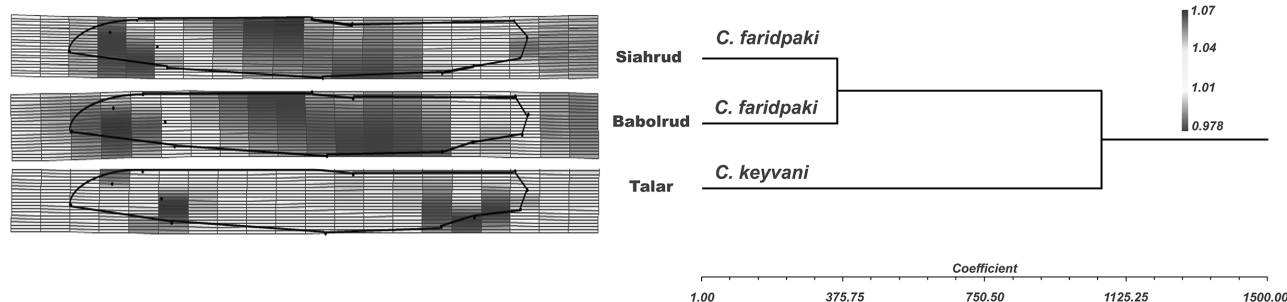 1.07
C. faridpaki
Siahrud
1.04
1.01
C. faridpaki
Babolrud
0.978
C. keyvani
Talar
Coefficient
1.00 375.75 750.50 1125.25 1500.00